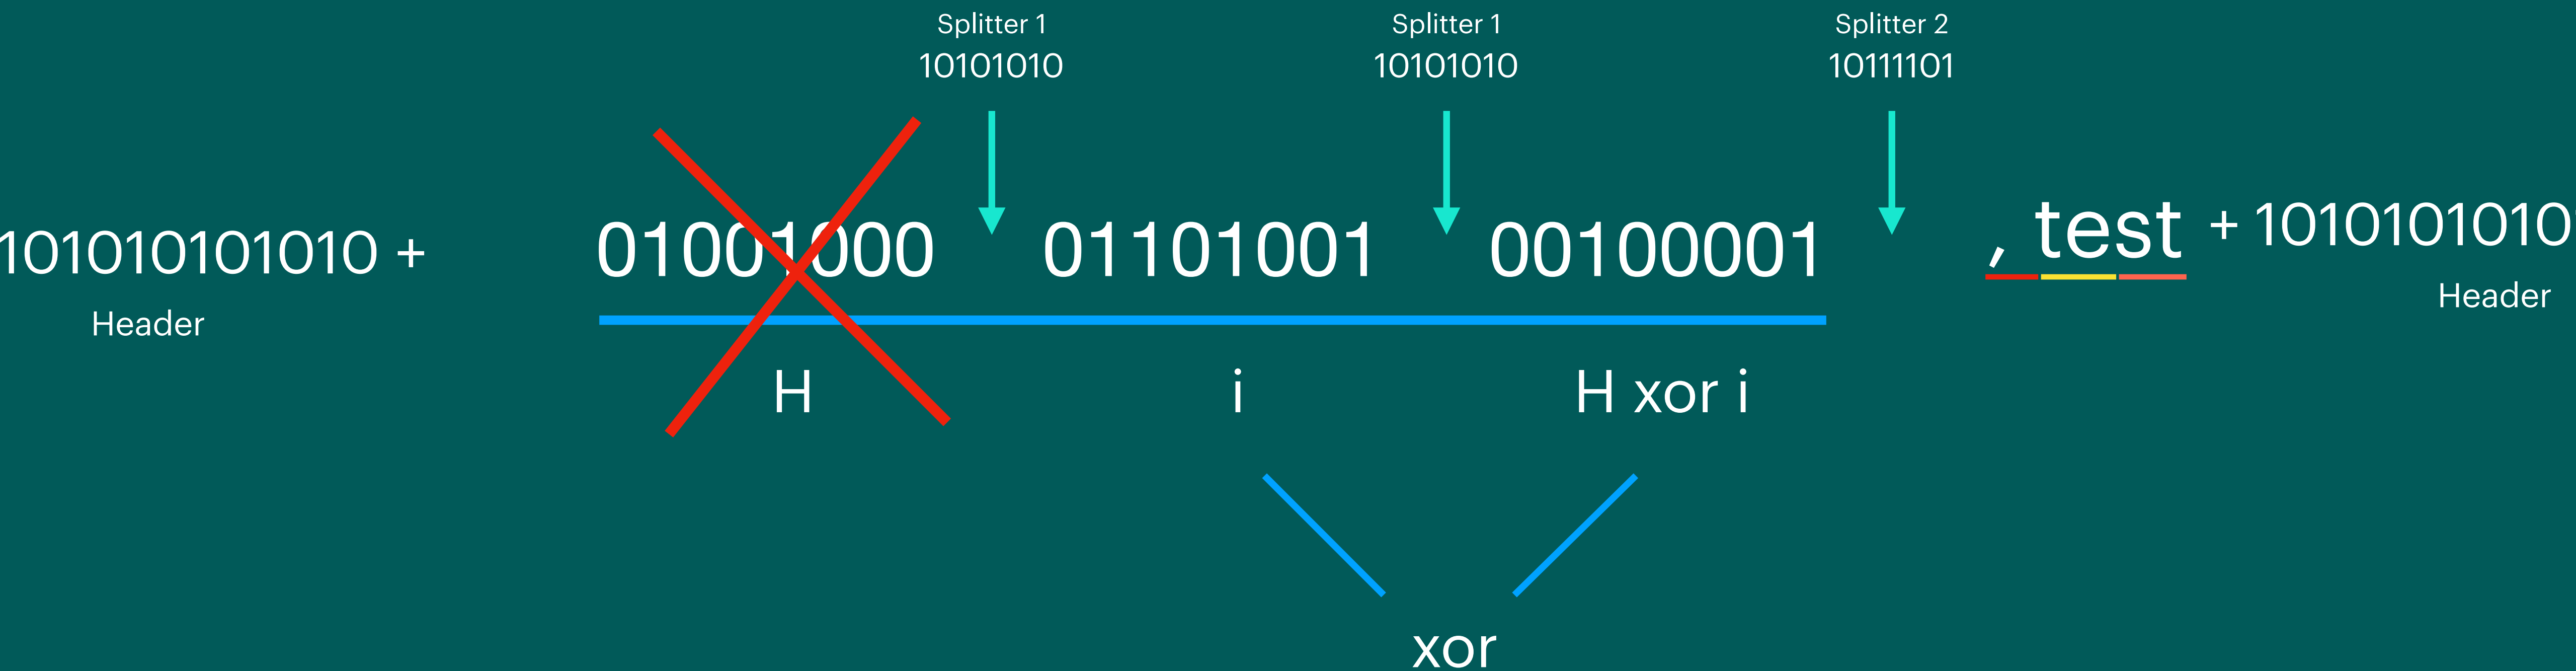 Splitter 1
10101010
Splitter 1
10101010
Splitter 2
10111101
101010101010 +
Header
01001000
01101001
00100001
, test
+ 1010101010
Header
H
i
H xor i
xor